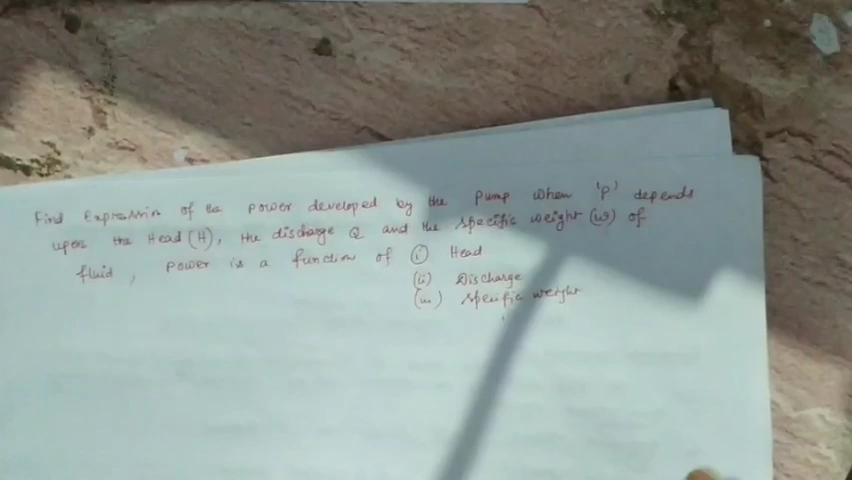 Find Expression of the power developed by the pump when 'P' depends
upon the Head (H), the discharge Q and the specific weight (w) of
fluid, power is a function of (i) Head
(ii) Discharge
(iii) specific weight